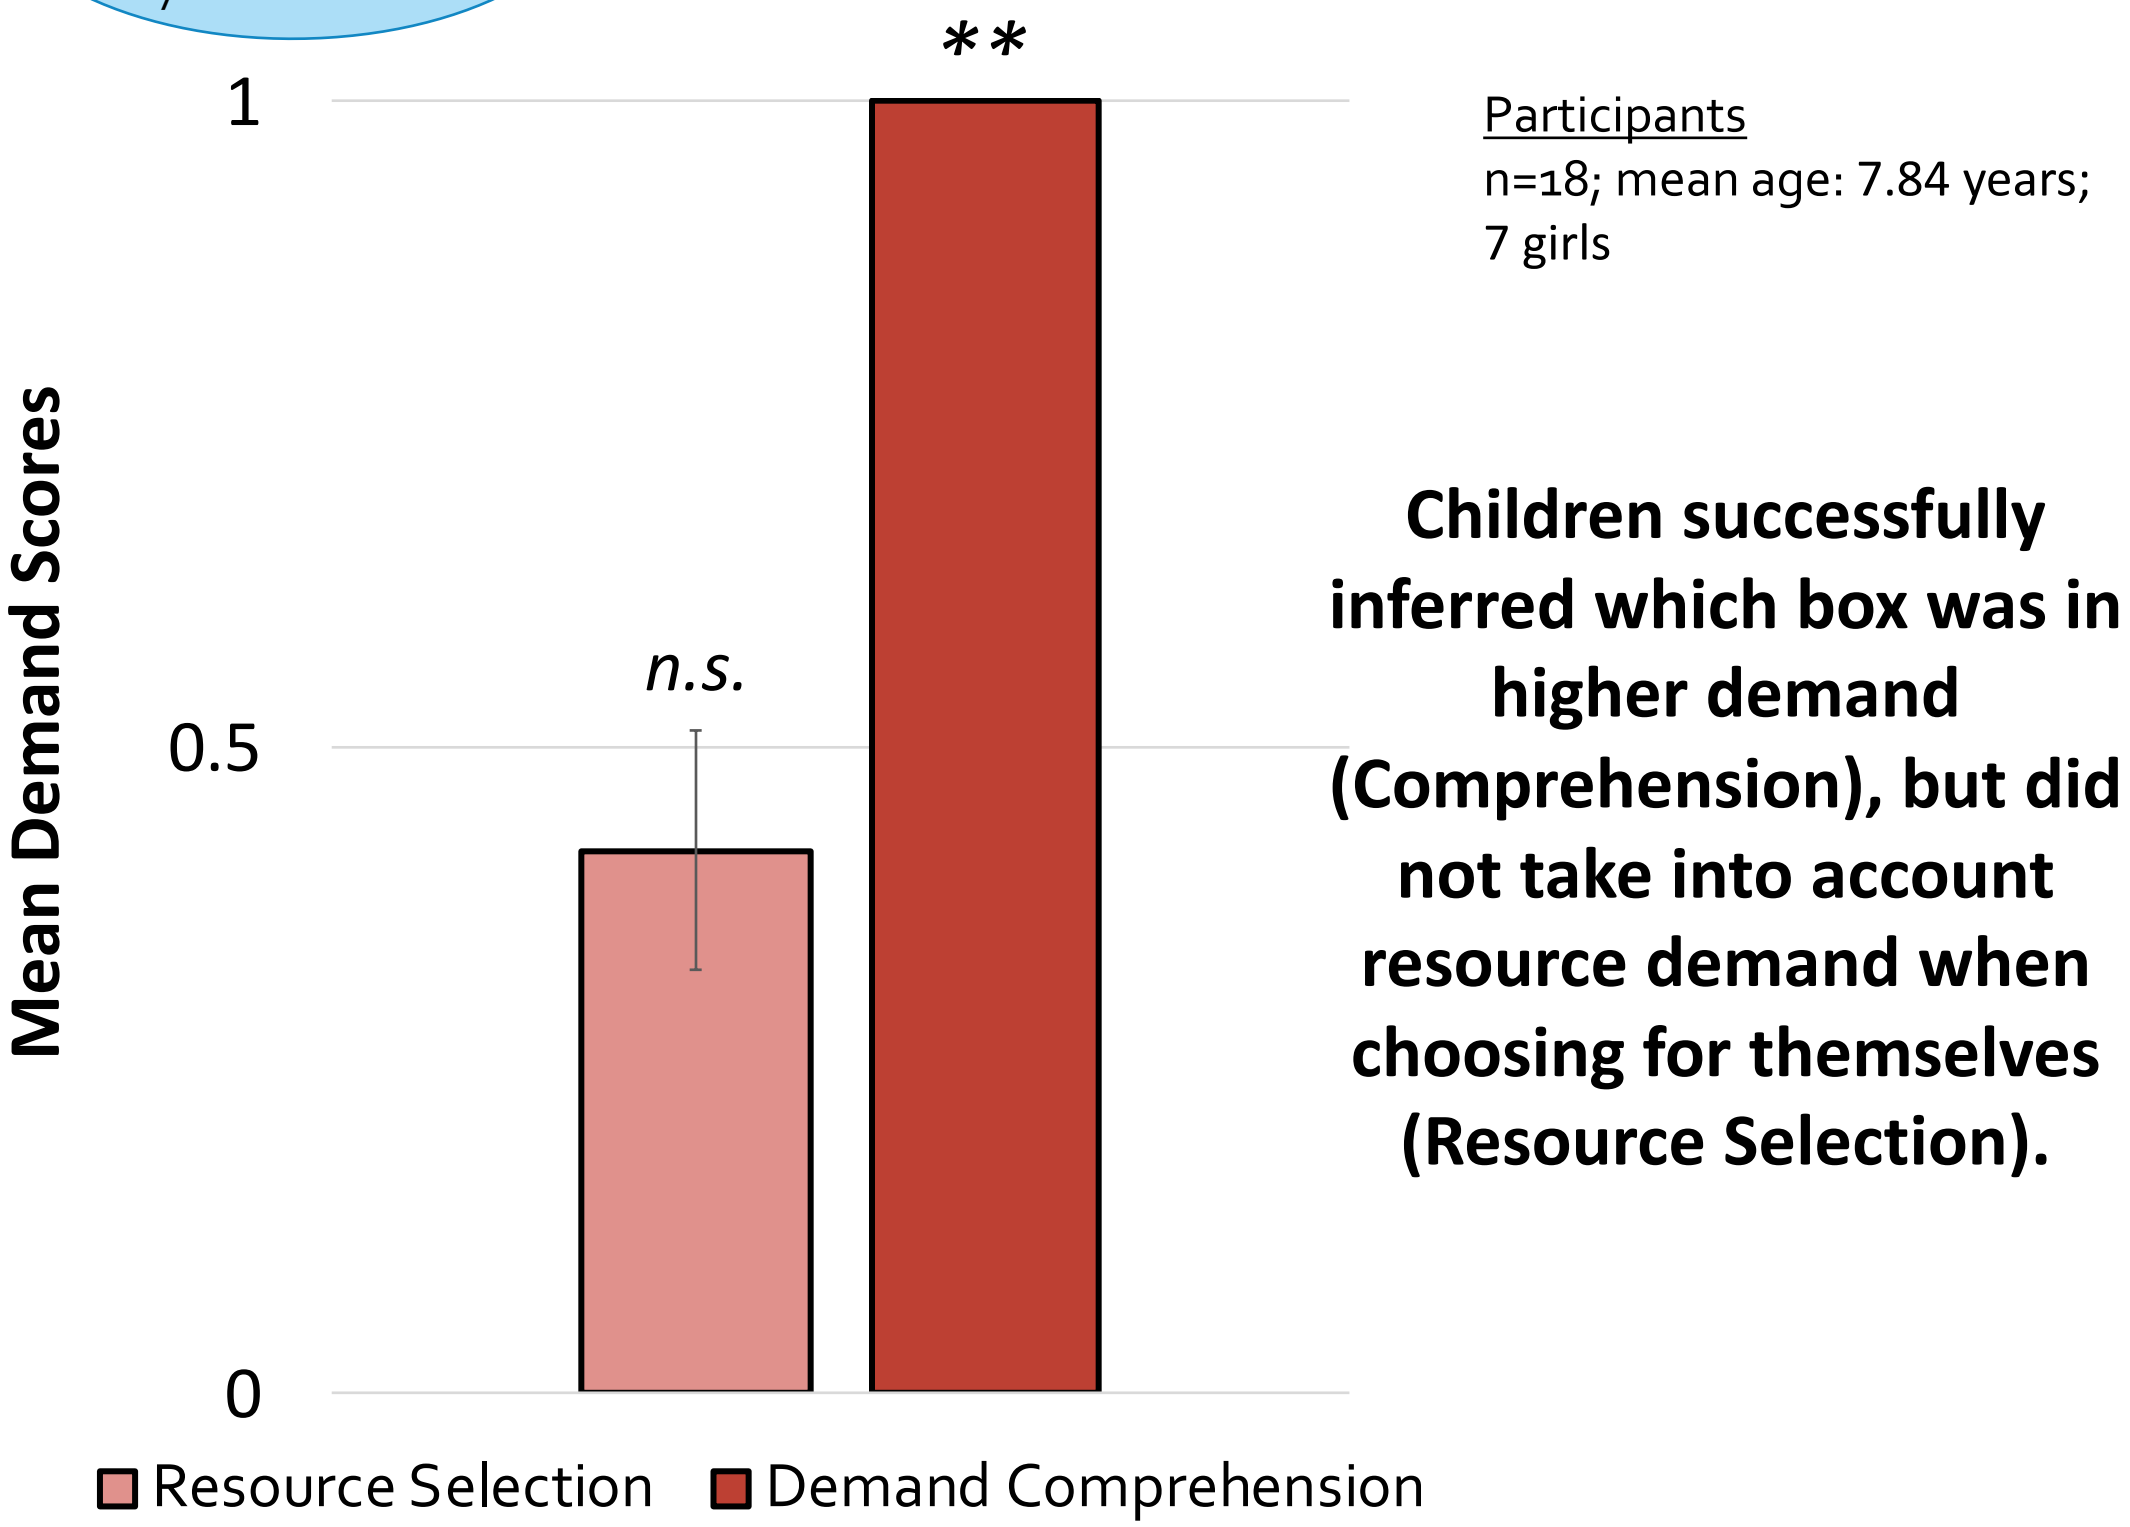 **
1
Participants
n=18; mean age: 7.84 years;
7 girls
Mean Demand Scores
n.s.
0.5
Children successfully
inferred which box was in
higher demand
(Comprehension), but did
not take into account
resource demand when
choosing for themselves
(Resource Selection).
0
Resource Selection Demand Comprehension